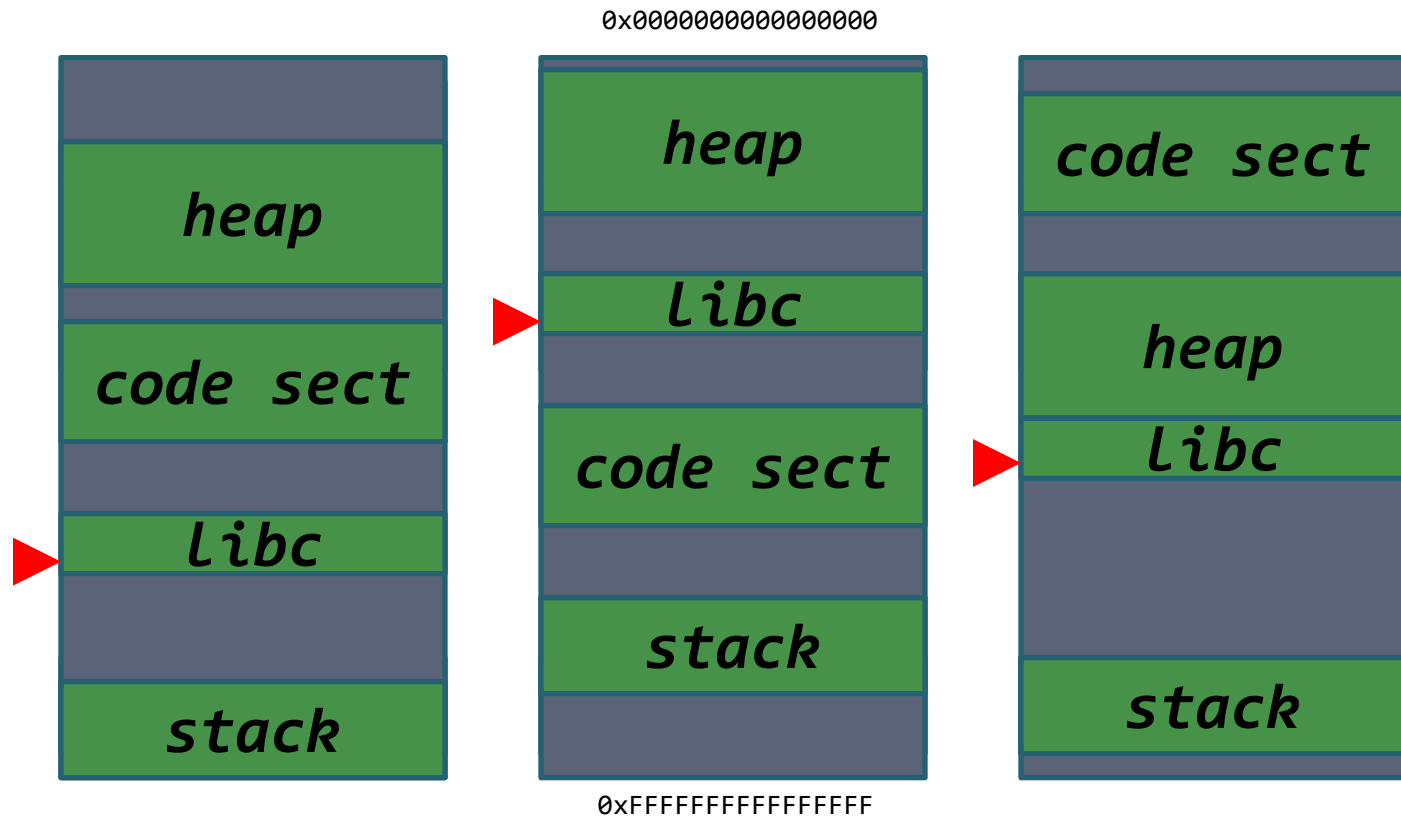 0x0000000000000000
heap
code sect
libc
stack
heap
libc
code sect
stack
code sect
heap
libc
stack
0xFFFFFFFFFFFFFFFF